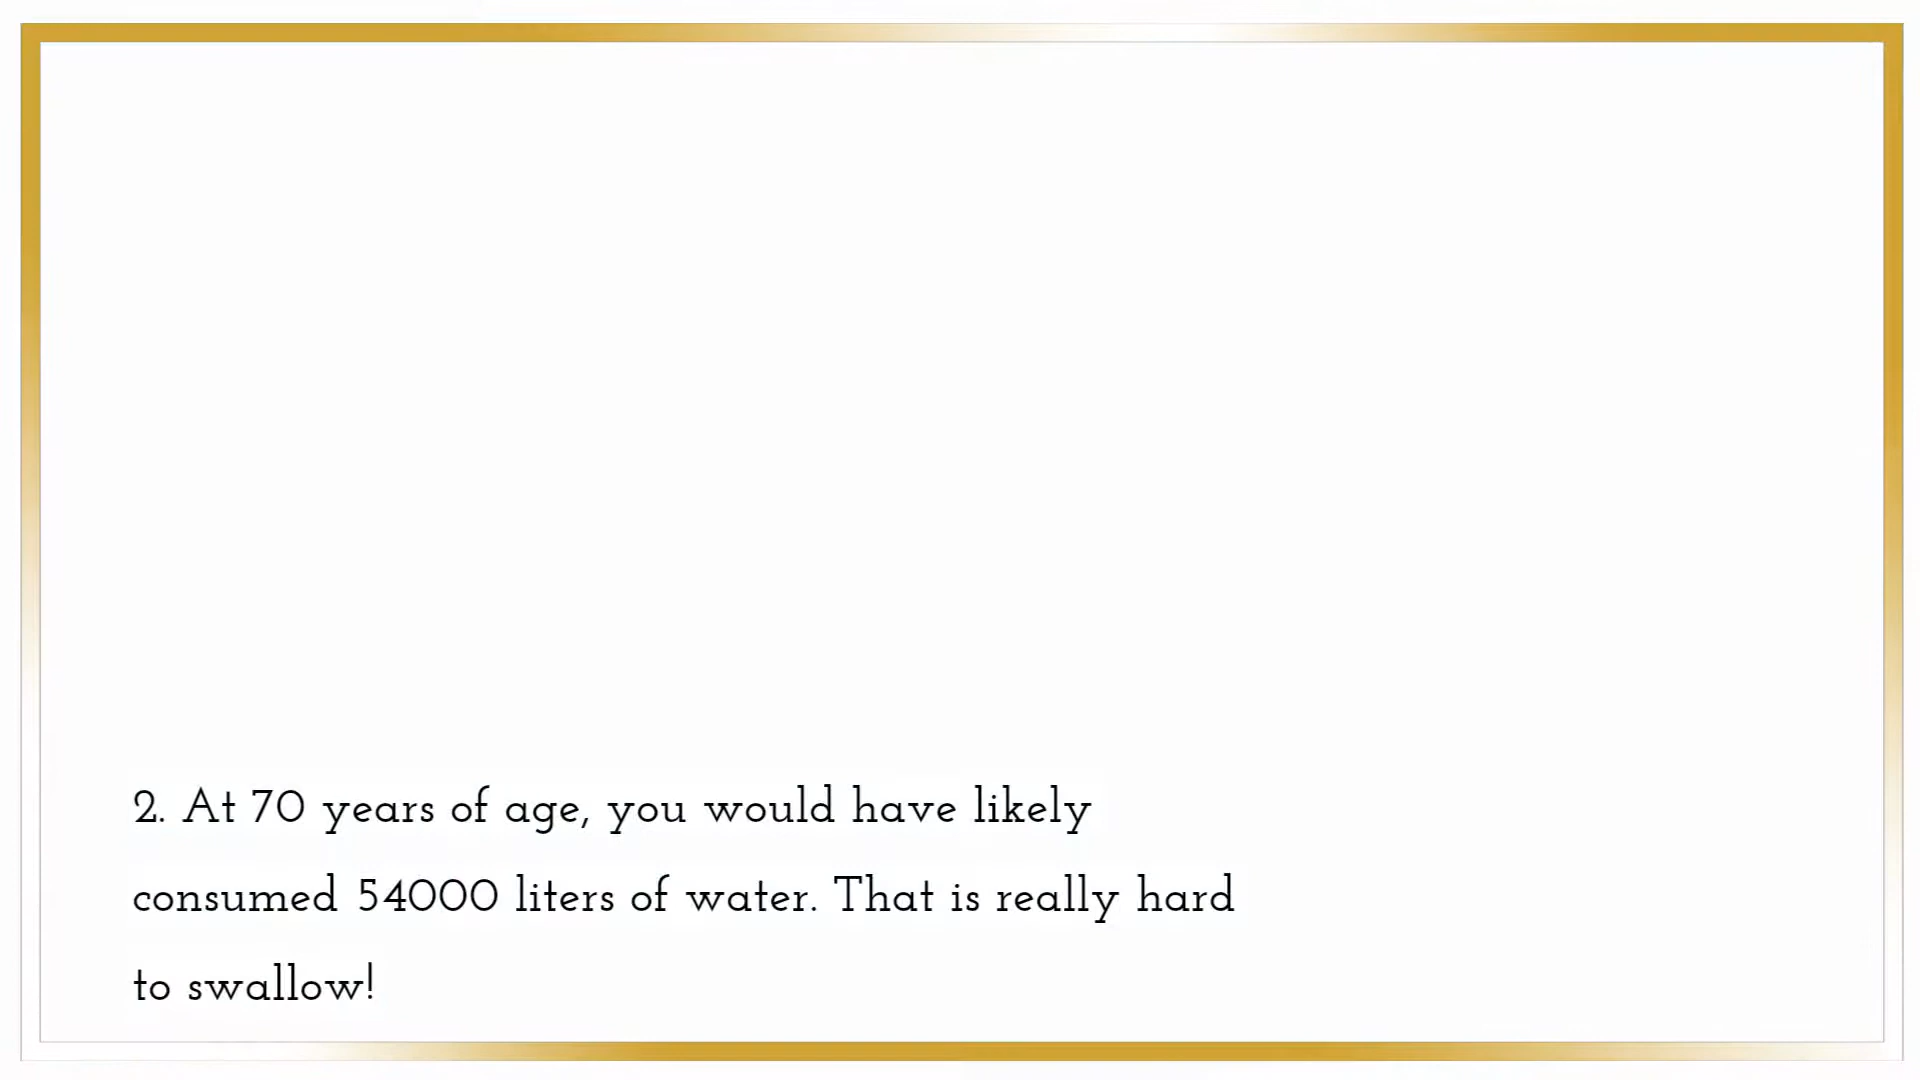 2. At 70 years of age, you would have likely
consumed 54000 liters of water. That is really hard
to swallow!